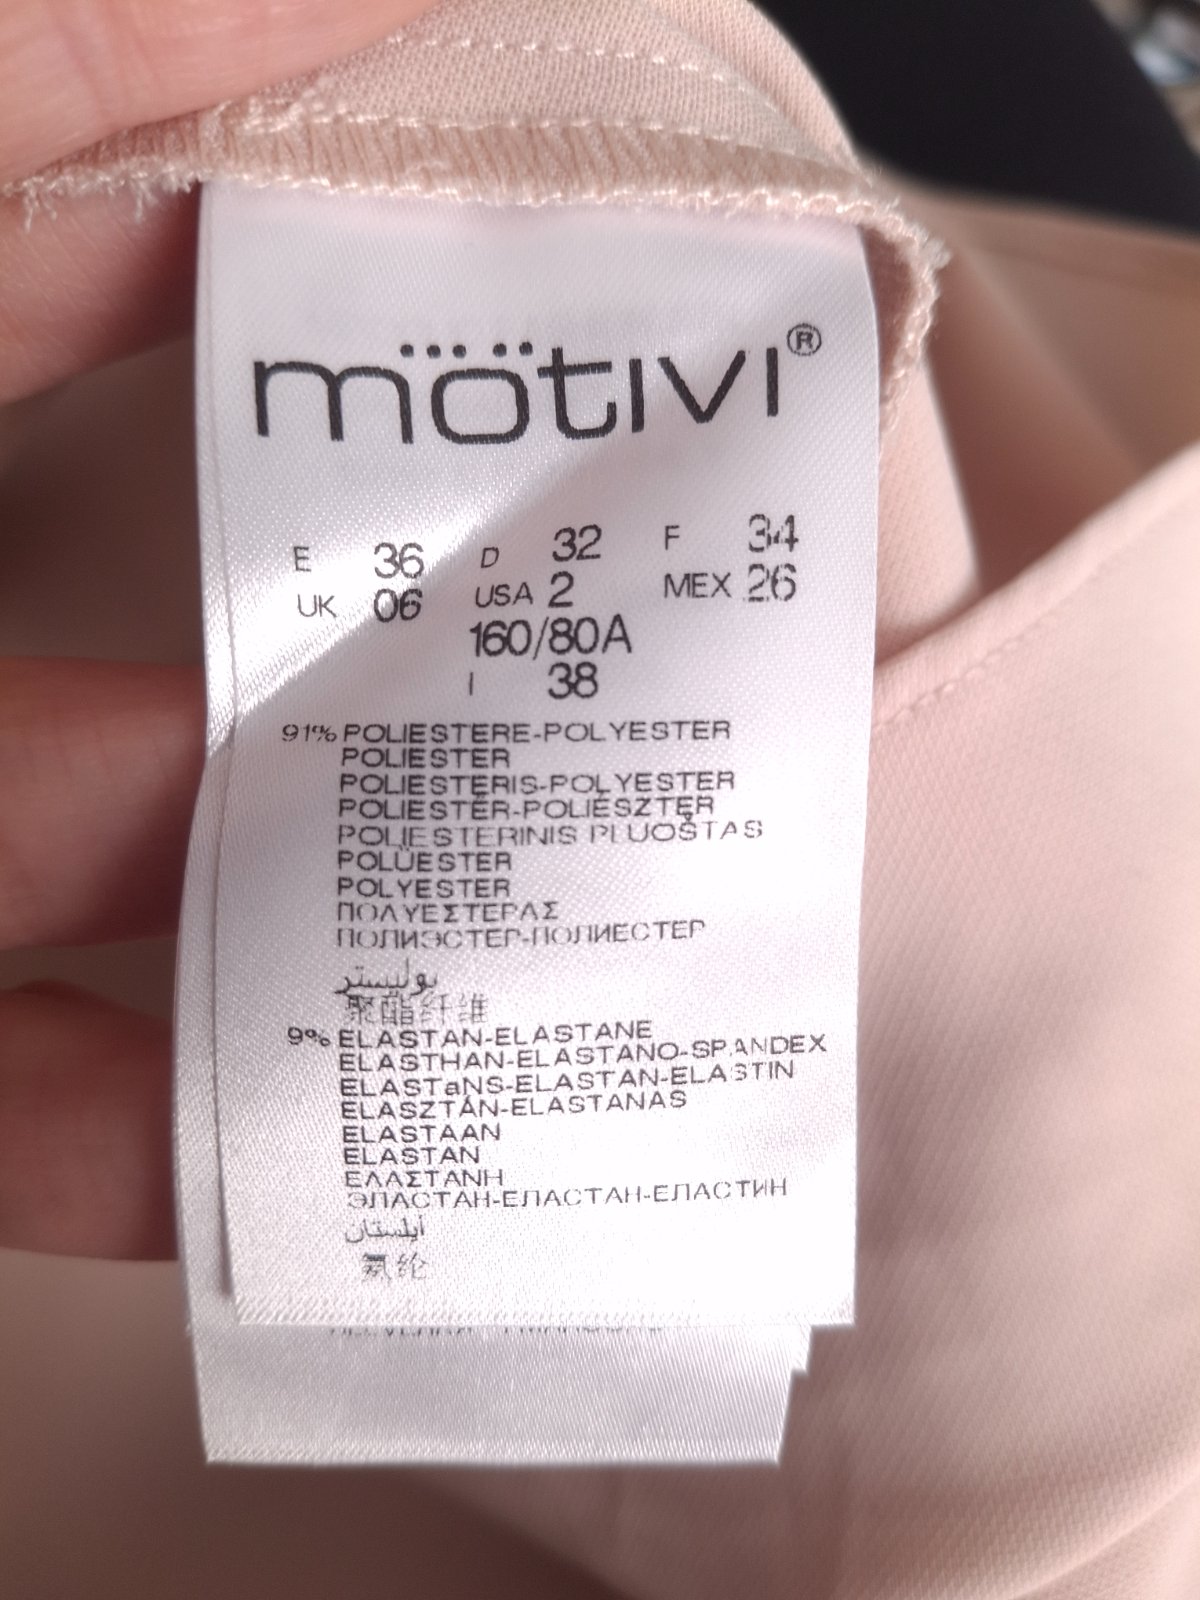 mötivi®
E 36 D 32 F 34
UK 06 USA 2 MEX 26
160/80A
I 38
91% POLIESTERE-POLYESTER
POLIESTER
POLIESTERIS-POLYESTER
POLIESTÉR-POLIÉSZTER
POLIESTERINIS PLUOŠTAS
POLÜESTER
POLYESTER
ΠΟΛΥΕΣΤΕΡΑΣ
ПОЛИЭСТЕР-ПОЛИЕСТЕР
بوليستر
聚酯纤维
9% ELASTAN-ELASTANE
ELASTHAN-ELASTANO-SPANDEX
ELASTaNS-ELASTAN-ELASTIN
ELASZTÁN-ELASTANAS
ELASTAAN
ELASTAN
ΕΛΑΣΤΑΝΗ
ЭЛАСТАН-ЕЛАСТАН-ЕЛАСТИН
أيلستان
氨纶